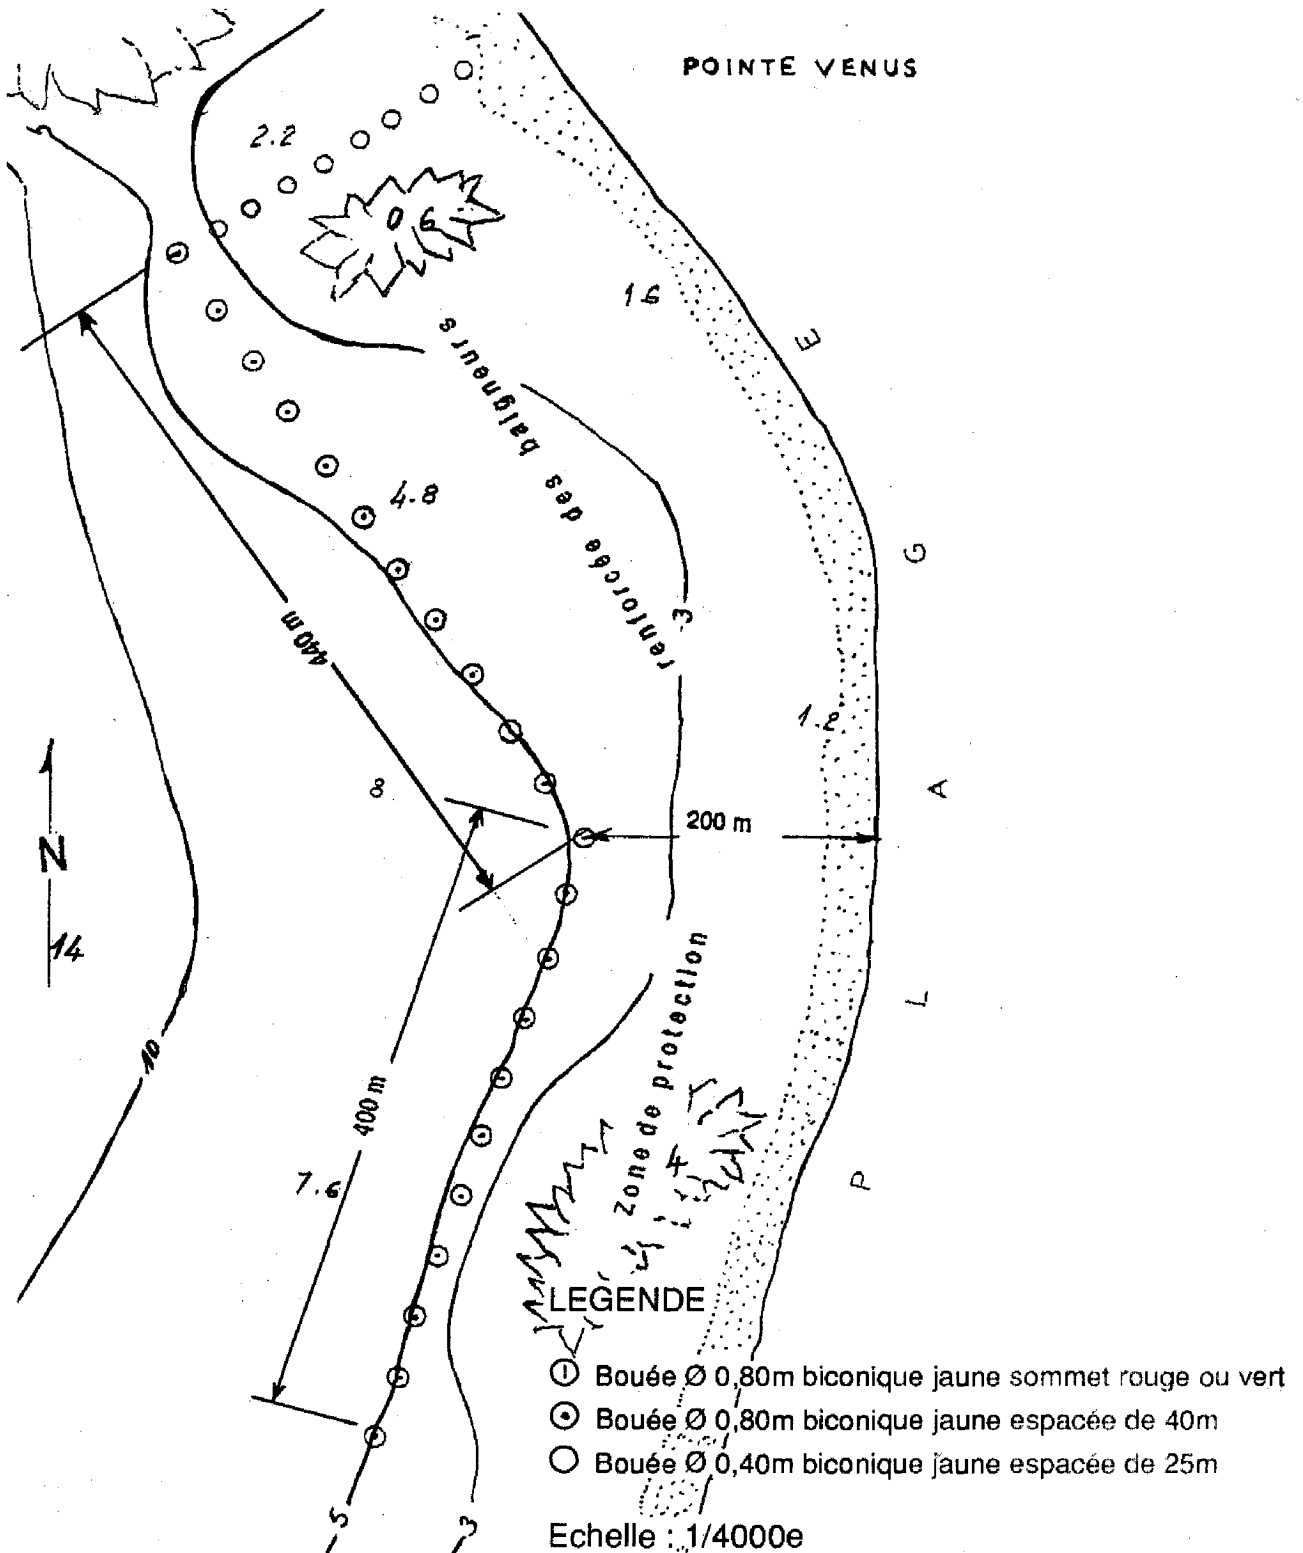 POINTE VENUS
5
2.2
0 6
1.6
Zone de protection renforcée des baigneurs
4.8
3
440 m
1.2
8
200 m
N
14
10
400 m
7.6
4
P L A G E
LEGENDE
Bouée Ø 0,80m biconique jaune sommet rouge ou vert
Bouée Ø 0,80m biconique jaune espacée de 40m
Bouée Ø 0,40m biconique jaune espacée de 25m
5
3
Echelle : 1/4000e